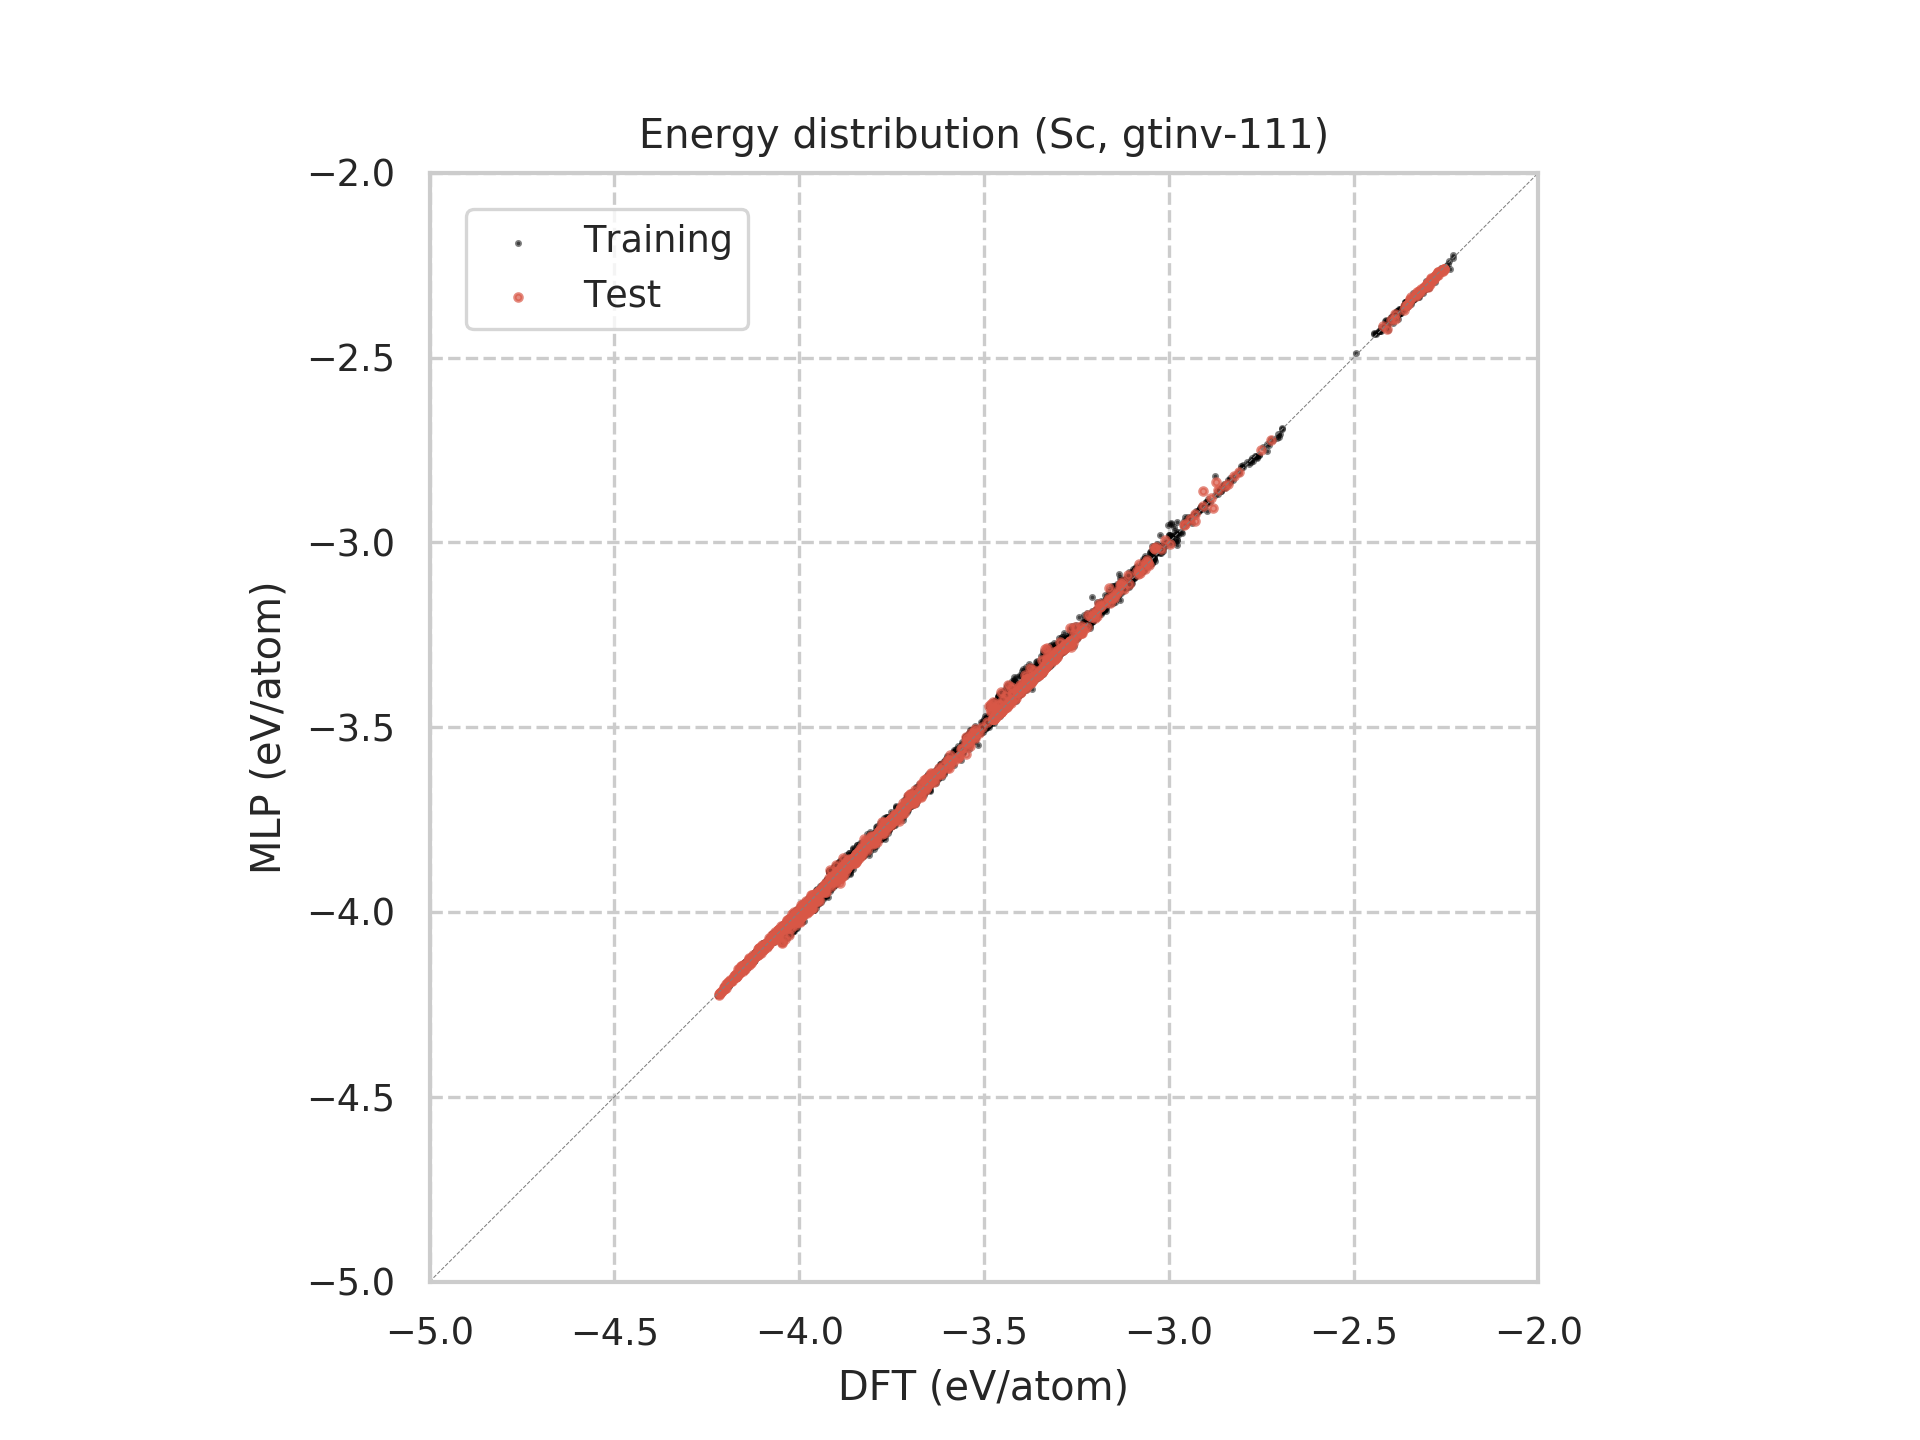 Energy distribution (Sc, gtinv-111)
−2.0
−2.5
−3.0
−3.5
−4.0
−4.5
−5.0
MLP (eV/atom)
Training
Test
−5.0 −4.5 −4.0 −3.5 −3.0 −2.5 −2.0
DFT (eV/atom)